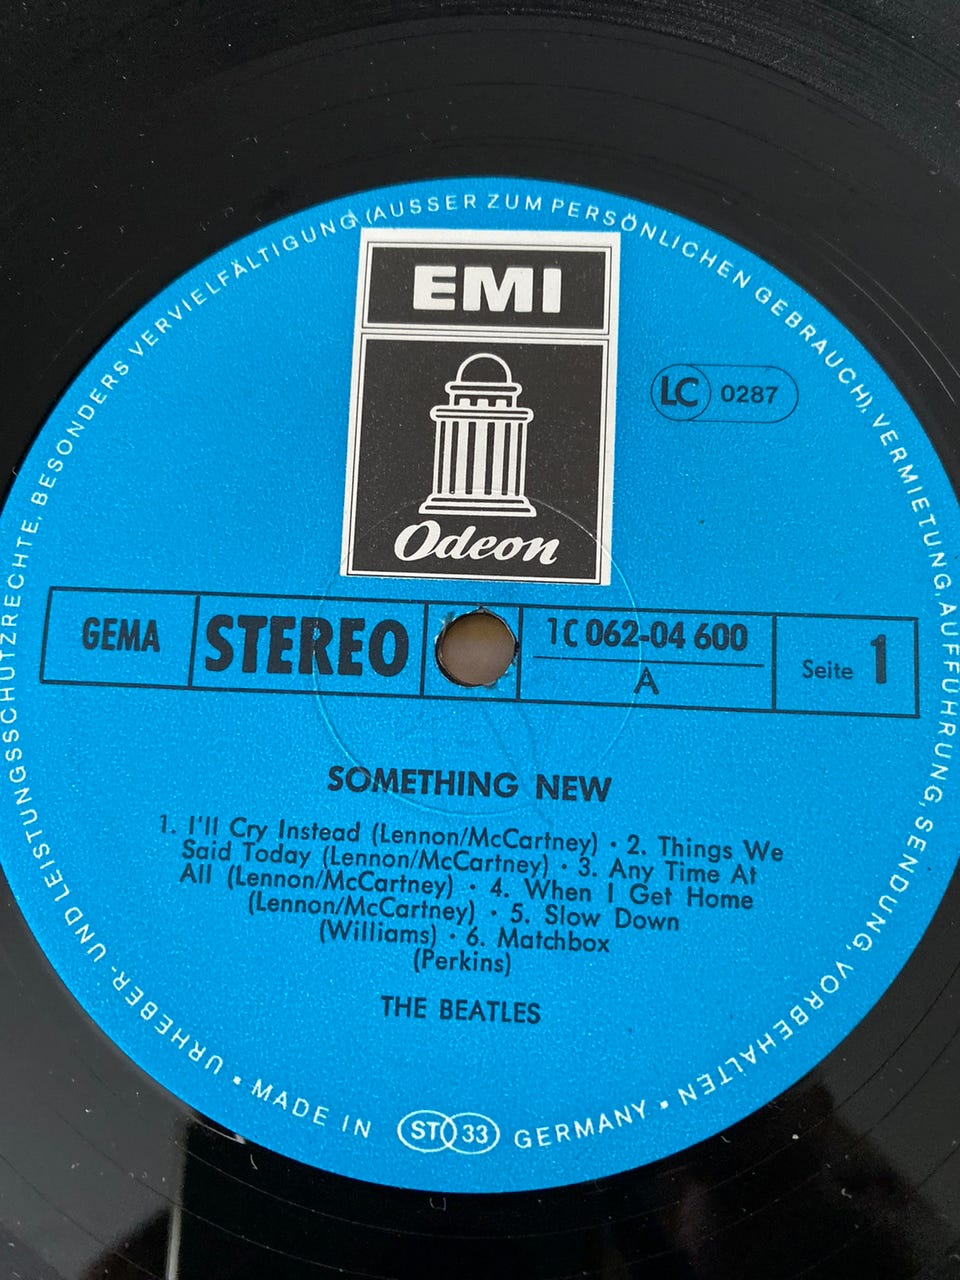 URHEBER- UND LEISTUNGSSCHUTZRECHTE, BESONDERS VERVIELFÄLTIGUNG (AUSSER ZUM PERSÖNLICHEN GEBRAUCH), VERMIETUNG, AUFFÜHRUNG, SENDUNG, VORBEHALTEN •
EMI
Odeon
LC 0287
GEMA
STEREO
1C 062-04 600
A
Seite 1
SOMETHING NEW
1. I'll Cry Instead (Lennon/McCartney) • 2. Things We
Said Today (Lennon/McCartney) • 3. Any Time At
All (Lennon/McCartney) • 4. When I Get Home
(Lennon/McCartney) • 5. Slow Down
(Williams) • 6. Matchbox
(Perkins)
THE BEATLES
• MADE IN ST 33 GERMANY